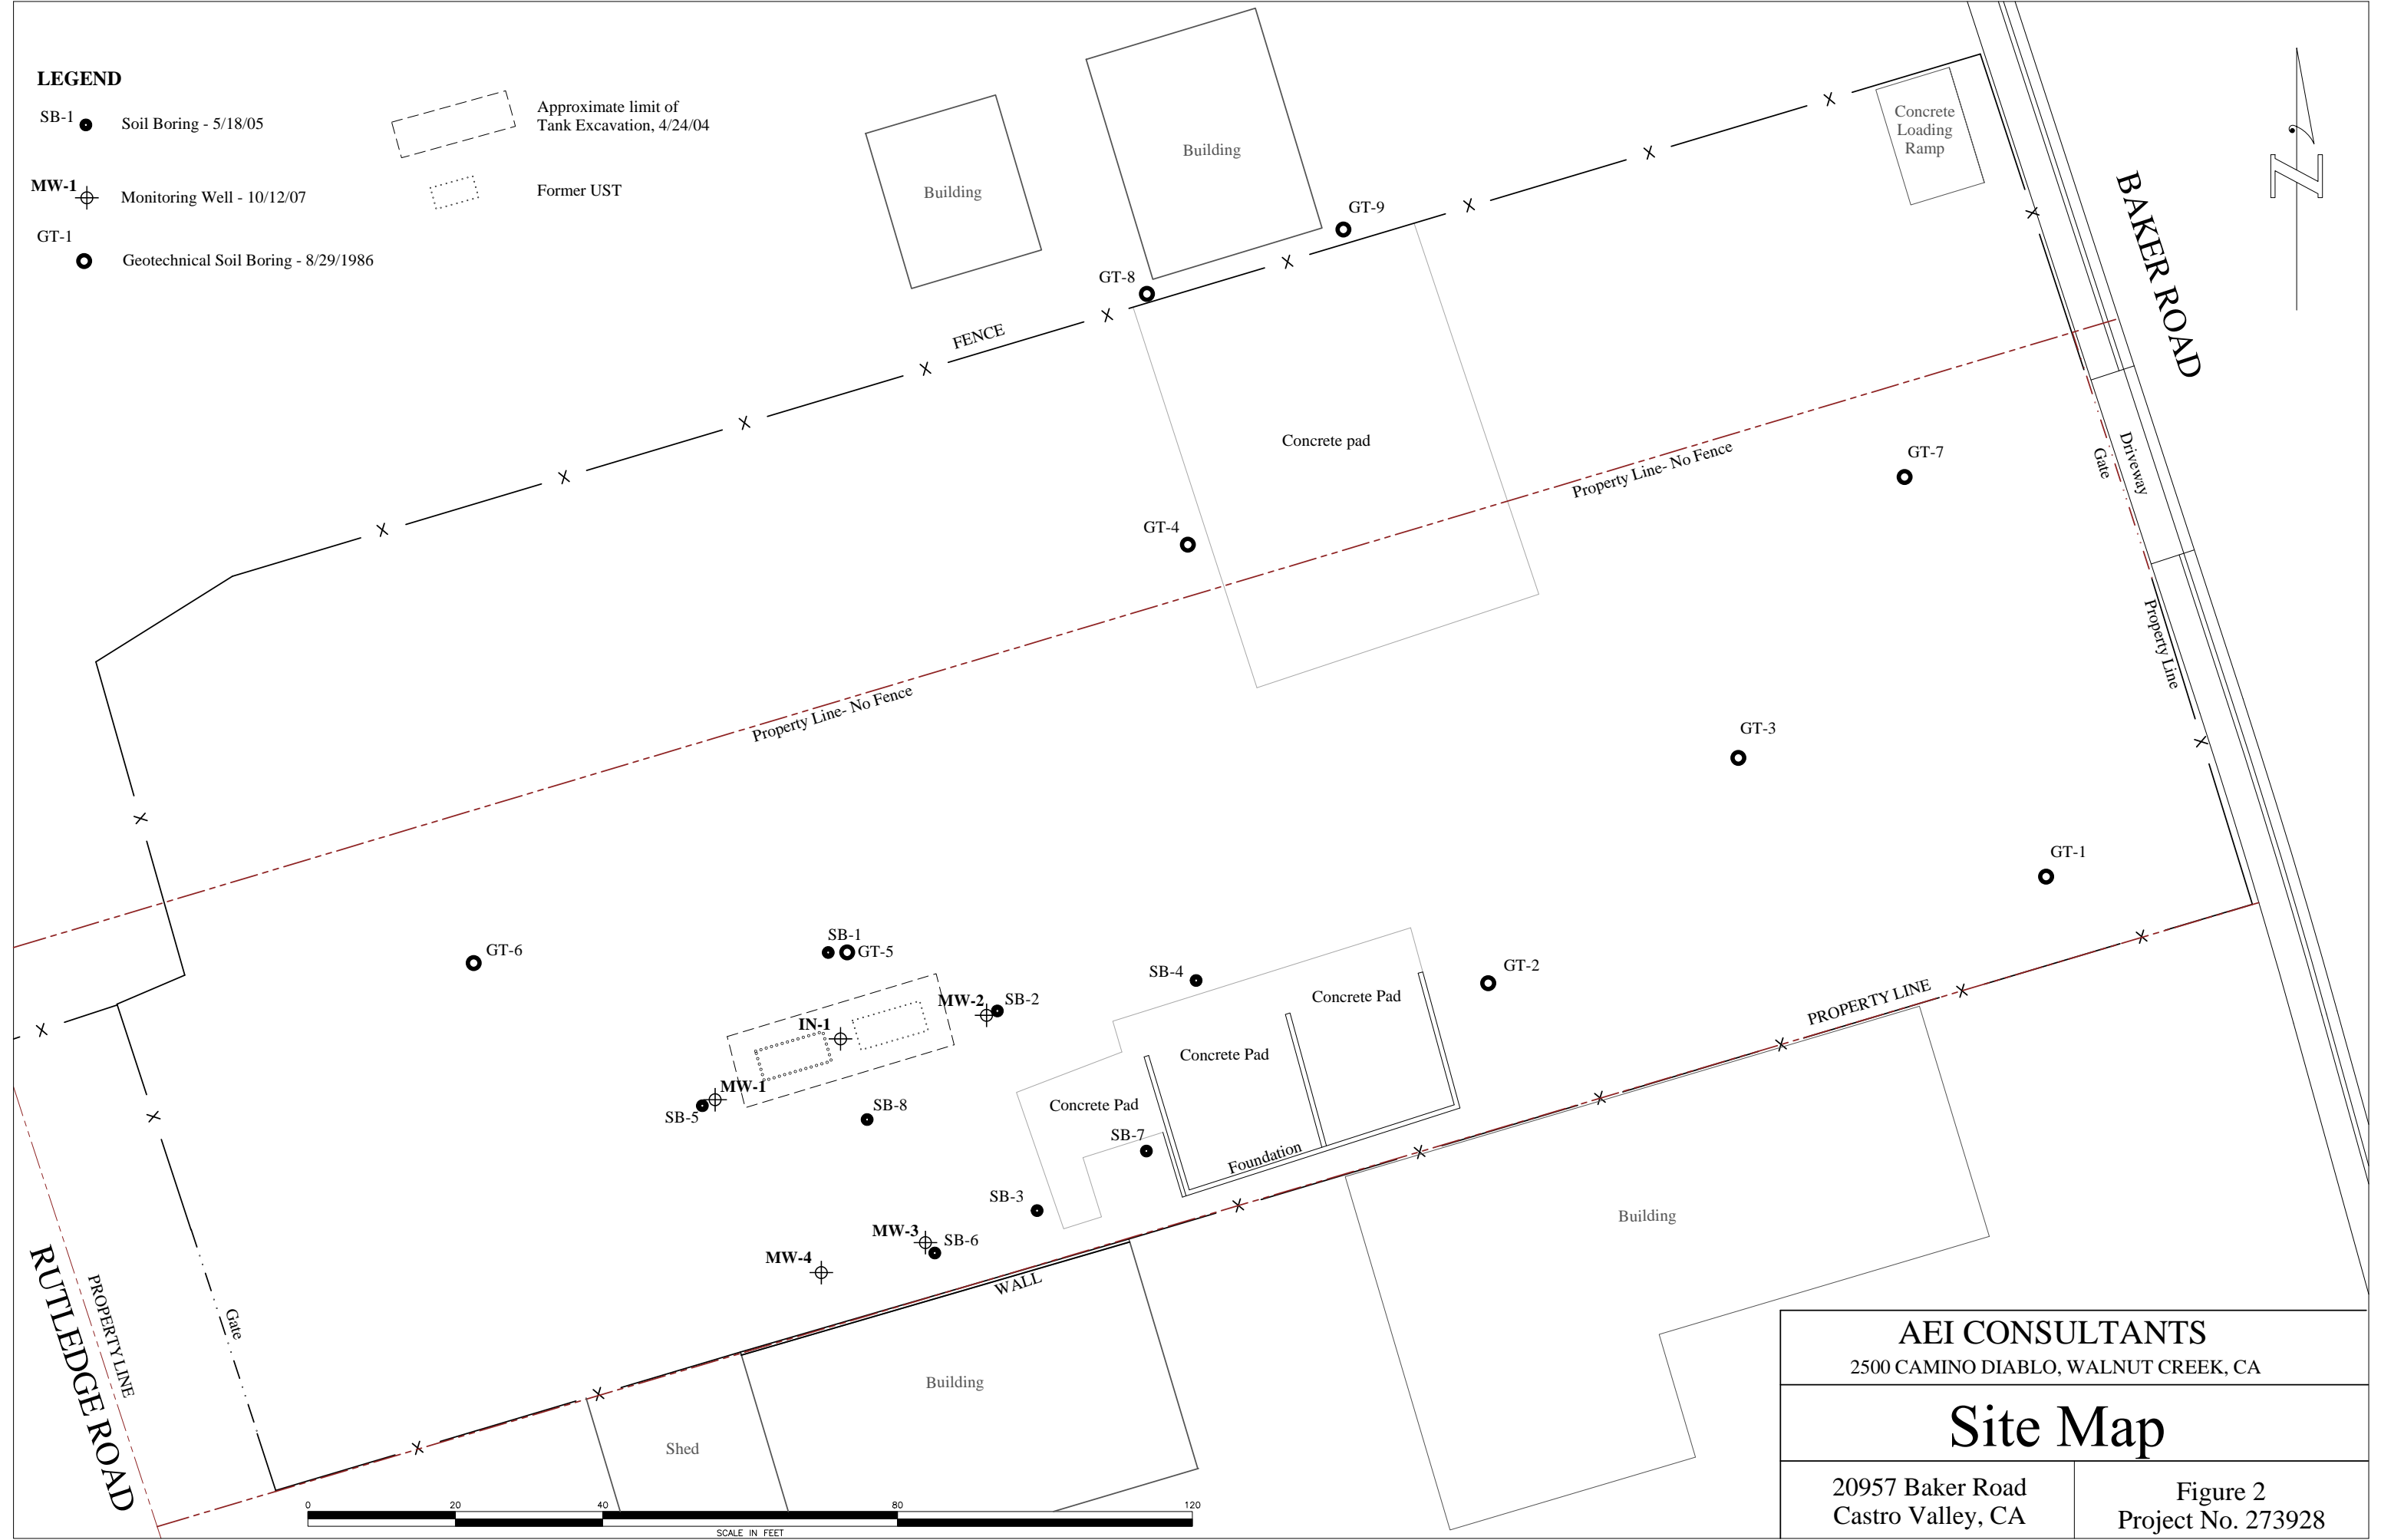 LEGEND
SB-1
Soil Boring - 5/18/05
MW-1
Monitoring Well - 10/12/07
GT-1
Geotechnical Soil Boring - 8/29/1986
Approximate limit of
Tank Excavation, 4/24/04
Former UST
Building
Building
Concrete
Loading
Ramp
N
BAKER ROAD
GT-9
GT-8
FENCE
Concrete pad
Property Line- No Fence
GT-7
Gate
Driveway
GT-4
Property Line
Property Line- No Fence
GT-3
GT-1
GT-6
SB-1
GT-5
SB-4
GT-2
MW-2
SB-2
Concrete Pad
PROPERTY LINE
IN-1
Concrete Pad
MW-1
SB-5
SB-8
Concrete Pad
SB-7
Foundation
SB-3
MW-3
SB-6
MW-4
WALL
Building
RUTLEDGE ROAD
PROPERTY LINE
Gate
Building
Shed
0 20 40 80 120
SCALE IN FEET
AEI CONSULTANTS
2500 CAMINO DIABLO, WALNUT CREEK, CA
Site Map
20957 Baker Road
Castro Valley, CA
Figure 2
Project No. 273928